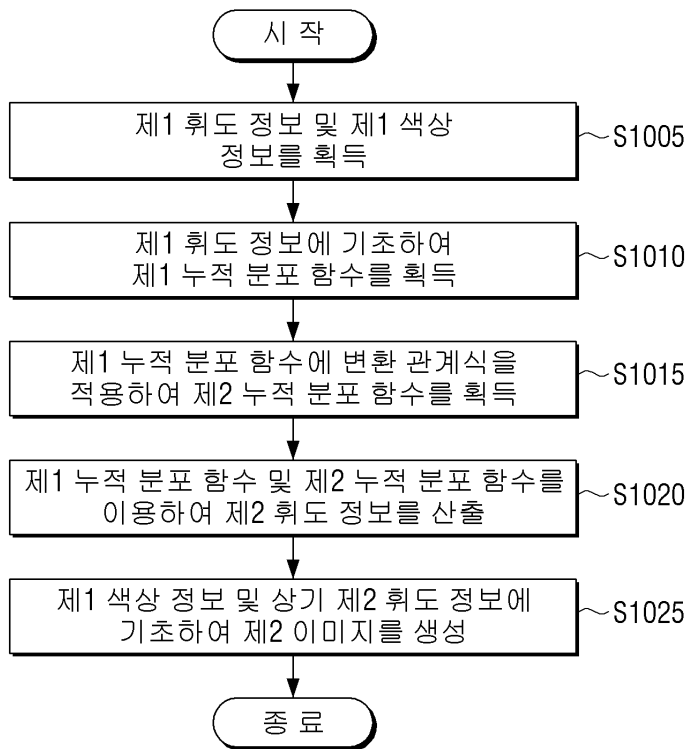 시 작
제1 휘도 정보 및 제1 색상
정보를 획득
S1005
제1 휘도 정보에 기초하여
제1 누적 분포 함수를 획득
S1010
제1 누적 분포 함수에 변환 관계식을
적용하여 제2 누적 분포 함수를 획득
S1015
제1 누적 분포 함수 및 제2 누적 분포 함수를
이용하여 제2 휘도 정보를 산출
S1020
제1 색상 정보 및 상기 제2 휘도 정보에
기초하여 제2 이미지를 생성
S1025
종 료